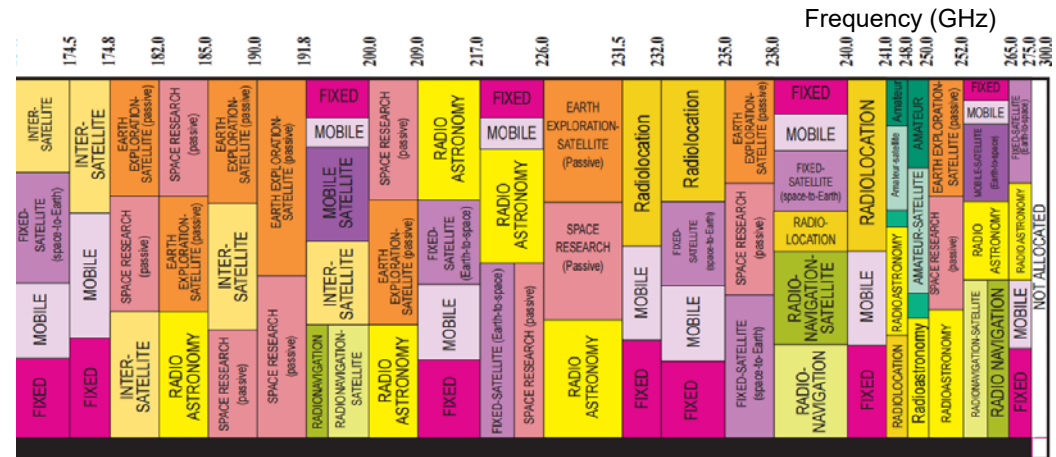 Frequency (GHz)
174.5
174.8
182.0
185.0
190.0
191.8
200.0
209.0
217.0
226.0
231.5
232.0
235.0
238.0
240.0
241.0
248.0
250.0
252.0
265.0
275.0
300.0
INTER-
SATELLITE
FIXED-
SATELLITE
(space-to-Earth)
MOBILE
FIXED
INTER-
SATELLITE
MOBILE
FIXED
EARTH
EXPLORATION-
SATELLITE (passive)
SPACE RESEARCH
(passive)
INTER-
SATELLITE
SPACE RESEARCH
(passive)
EARTH
EXPLORATION-
SATELLITE (passive)
RADIO
ASTRONOMY
EARTH
EXPLORATION-
SATELLITE (passive)
INTER-
SATELLITE
SPACE RESEARCH
(passive)
EARTH EXPLORATION-
SATELLITE (passive)
SPACE RESEARCH
(passive)
FIXED
MOBILE
MOBILE
SATELLITE
INTER-
SATELLITE
RADIONAVIGATION
RADIONAVIGATION-
SATELLITE
SPACE RESEARCH
(passive)
EARTH
EXPLORATION-
SATELLITE (passive)
RADIO
ASTRONOMY
RADIO
ASTRONOMY
FIXED-
SATELLITE
(Earth-to-space)
MOBILE
FIXED
FIXED
MOBILE
RADIO
ASTRONOMY
FIXED-SATELLITE (Earth-to-space)
SPACE RESEARCH (passive)
EARTH
EXPLORATION-
SATELLITE
(Passive)
SPACE
RESEARCH
(Passive)
RADIO
ASTRONOMY
Radiolocation
MOBILE
FIXED
Radiolocation
FIXED-
SATELLITE
(space-to-Earth)
MOBILE
FIXED
EARTH
EXPLORATION-
SATELLITE (passive)
SPACE RESEARCH
(passive)
FIXED-SATELLITE
(space-to-Earth)
FIXED
MOBILE
FIXED-
SATELLITE
(space-to-Earth)
RADIO-
LOCATION
RADIO-
NAVIGATION-
SATELLITE
RADIO-
NAVIGATION
RADIOLOCATION
MOBILE
FIXED
Amateur
Amateur-satellite
RADIOASTRONOMY
RADIOLOCATION
AMATEUR
AMATEUR-SATELLITE
Radioastronomy
EARTH EXPLORATION-
SATELLITE (passive)
SPACE RESEARCH
(passive)
RADIOASTRONOMY
FIXED
MOBILE
MOBILE-SATELLITE
(Earth-to-space)
RADIO
ASTRONOMY
RADIONAVIGATION-SATELLITE
RADIO NAVIGATION
FIXED-SATELLITE
(Earth-to-space)
RADIOASTRONOMY
MOBILE
FIXED
NOT ALLOCATED